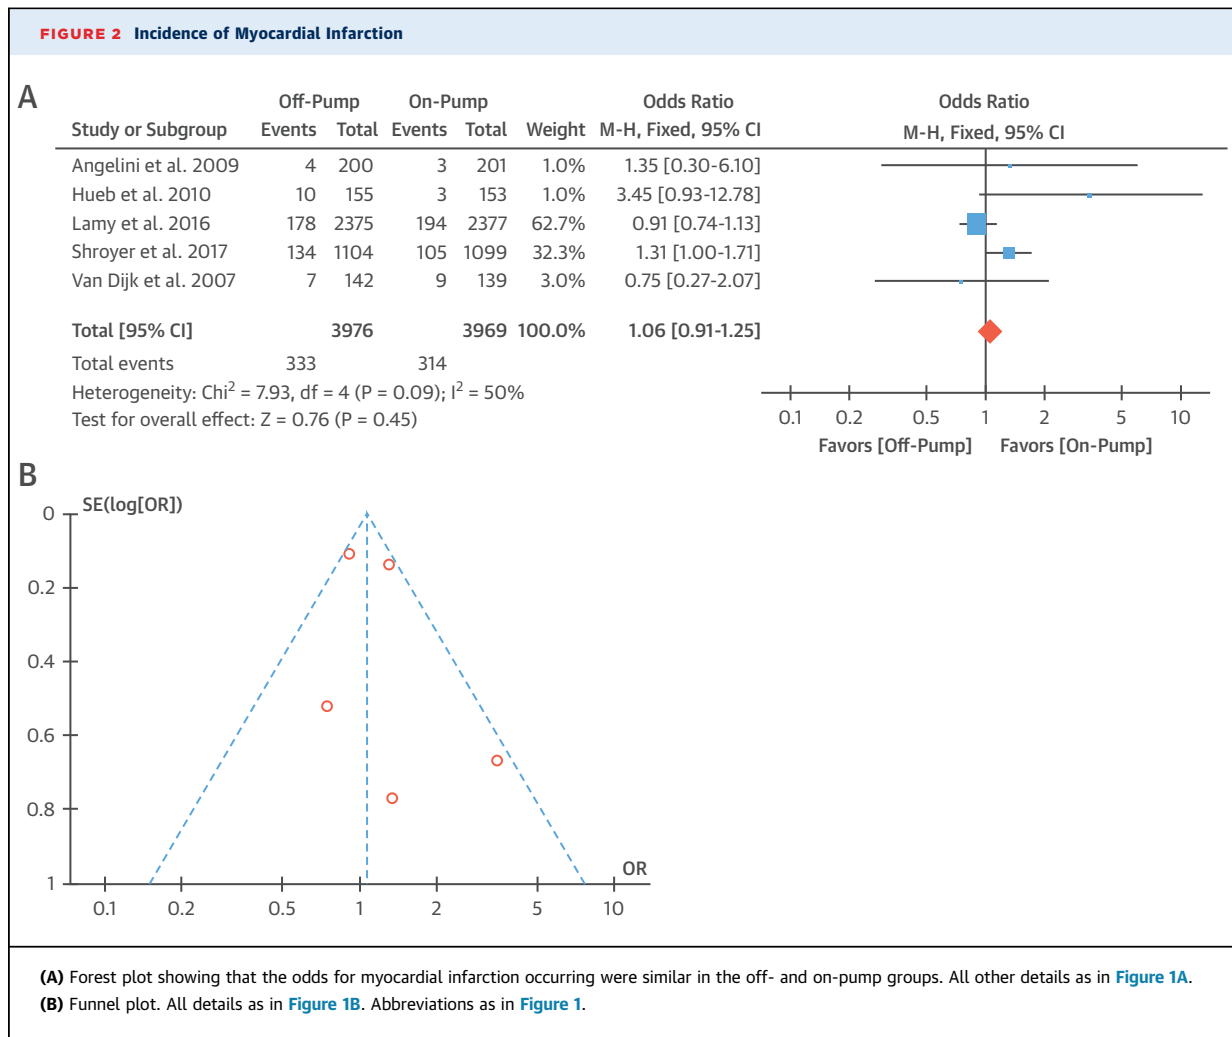 FIGURE 2 Incidence of Myocardial Infarction
A
Off-Pump On-Pump Odds Ratio Odds Ratio
Study or Subgroup Events Total Events Total Weight M-H, Fixed, 95% CI M-H, Fixed, 95% CI
Angelini et al. 2009 4 200 3 201 1.0% 1.35 [0.30-6.10]
Hueb et al. 2010 10 155 3 153 1.0% 3.45 [0.93-12.78]
Lamy et al. 2016 178 2375 194 2377 62.7% 0.91 [0.74-1.13]
Shroyer et al. 2017 134 1104 105 1099 32.3% 1.31 [1.00-1.71]
Van Dijk et al. 2007 7 142 9 139 3.0% 0.75 [0.27-2.07]
Total [95% CI] 3976 3969 100.0% 1.06 [0.91-1.25]
Total events 333 314
Heterogeneity: Chi² = 7.93, df = 4 (P = 0.09); I² = 50%
Test for overall effect: Z = 0.76 (P = 0.45)
0.1 0.2 0.5 1 2 5 10
Favors [Off-Pump] Favors [On-Pump]
B
SE(log[OR])
0
0.2
0.4
0.6
0.8
1
OR
0.1 0.2 0.5 1 2 5 10
(A) Forest plot showing that the odds for myocardial infarction occurring were similar in the off- and on-pump groups. All other details as in Figure 1A.
(B) Funnel plot. All details as in Figure 1B. Abbreviations as in Figure 1.